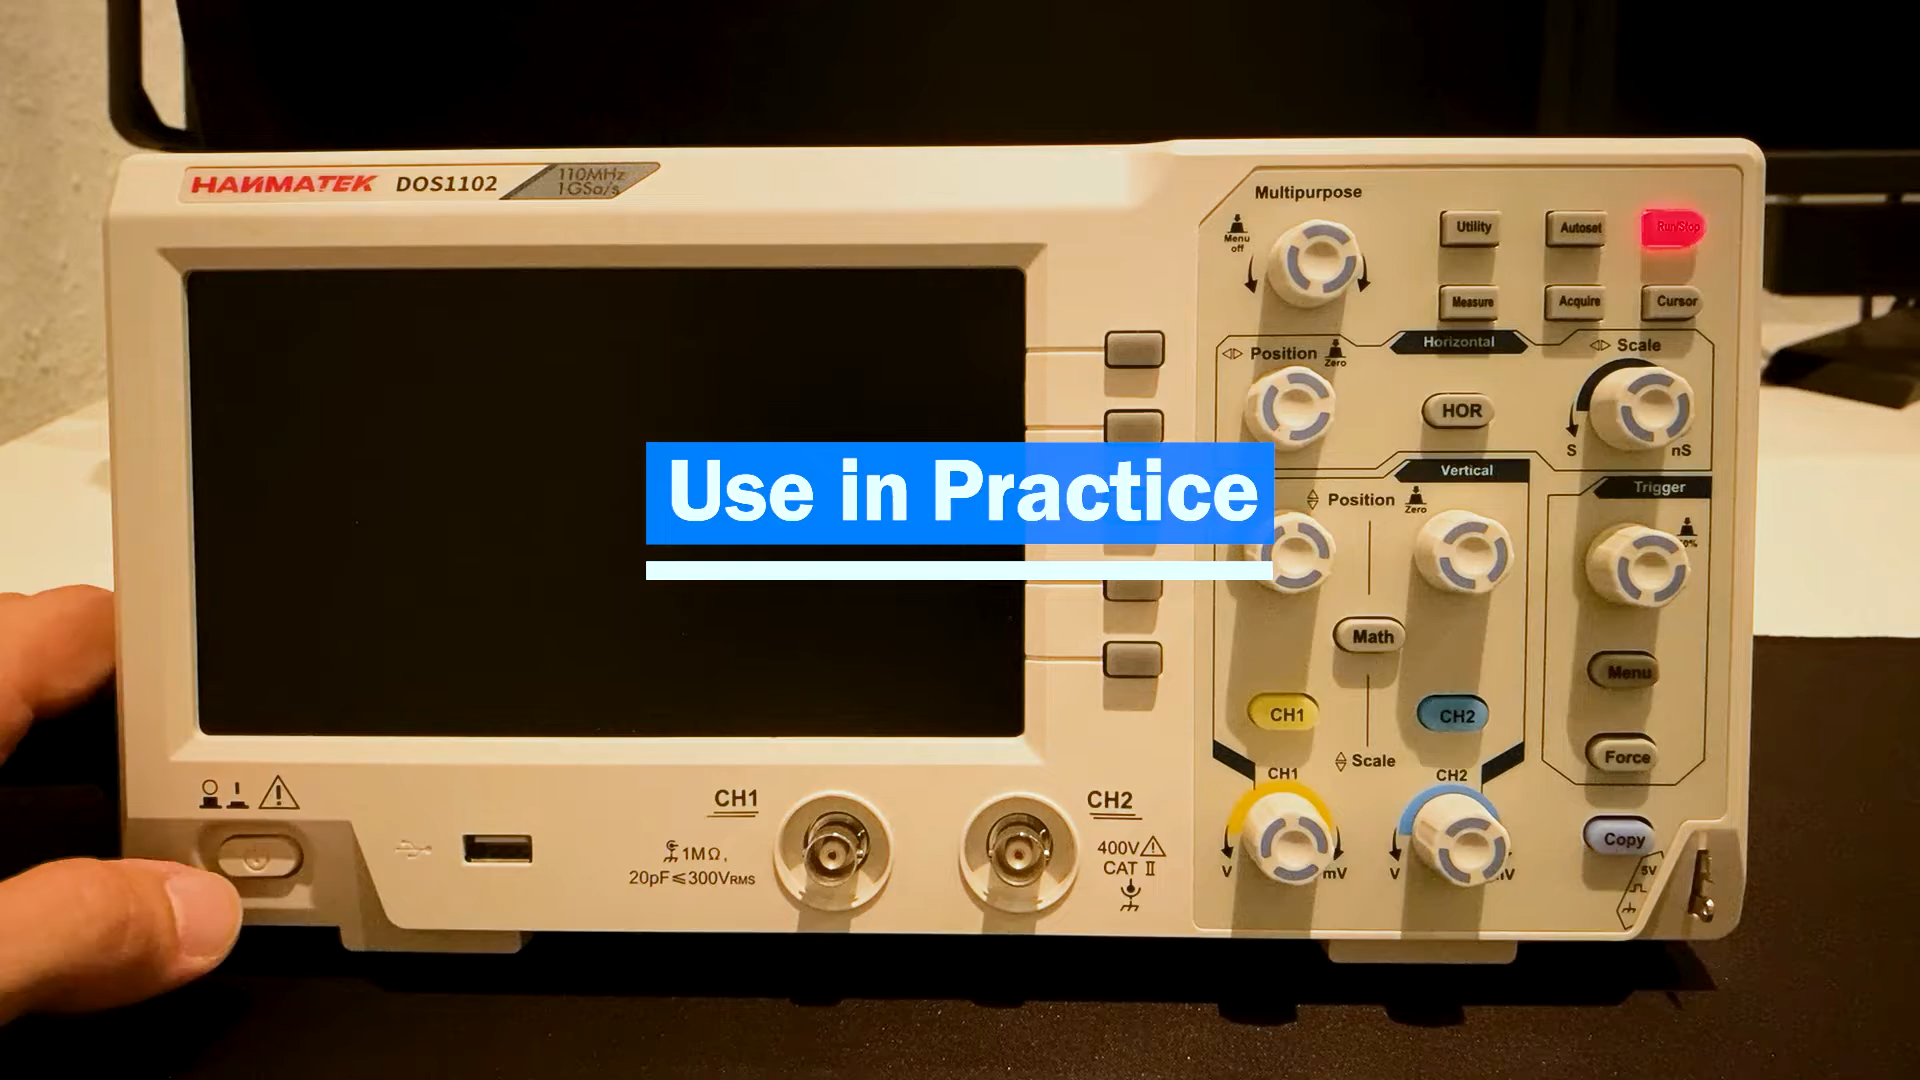 HANMATEK DOS1102 110MHz
1GSa/s
Multipurpose
Menu
off
Utility
Autoset
Run/Stop
Measure
Acquire
Cursor
Horizontal
Position
Zero
Scale
HOR
S
nS
Use in Practice
Vertical
Position
Zero
Trigger
Math
Menu
CH1
CH2
Scale
Force
CH1
CH2
V
mV
V
Copy
5V
CH1
1MΩ,
20pF≤300VRMS
CH2
400V
CAT II